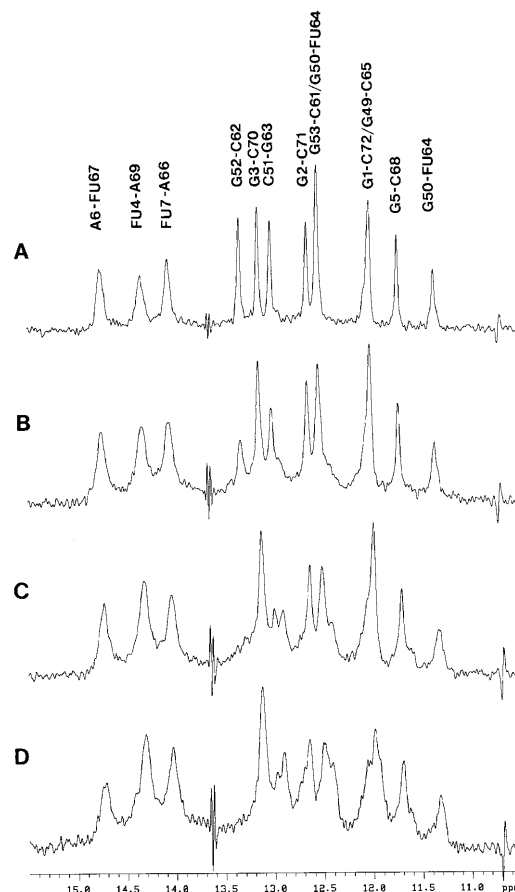 A6-FU67
FU4-A69
FU7-A66
G52-C62
G3-C70
C51-G63
G2-C71
G53-C61/G50-FU64
G1-C72/G49-C65
G5-C68
G50-FU64
A
B
C
D
15.0 14.5 14.0 13.5 13.0 12.5 12.0 11.5 11.0 ppm